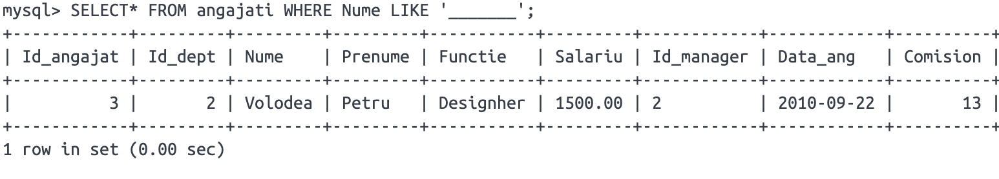 mysql> SELECT* FROM angajati WHERE Nume LIKE '_______';
+------------+---------+---------+---------+-----------+---------+------------+------------+----------+
| Id_angajat | Id_dept | Nume    | Prenume | Functie   | Salariu | Id_manager | Data_ang   | Comision |
+------------+---------+---------+---------+-----------+---------+------------+------------+----------+
|          3 |       2 | Volodea | Petru   | Designher | 1500.00 | 2          | 2010-09-22 |       13 |
+------------+---------+---------+---------+-----------+---------+------------+------------+----------+
1 row in set (0.00 sec)